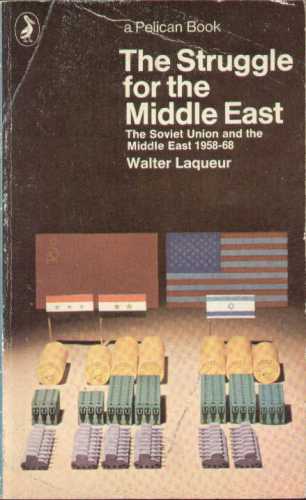 a Pelican Book
The Struggle
for the
Middle East
The Soviet Union and the
Middle East 1958-68
Walter Laqueur